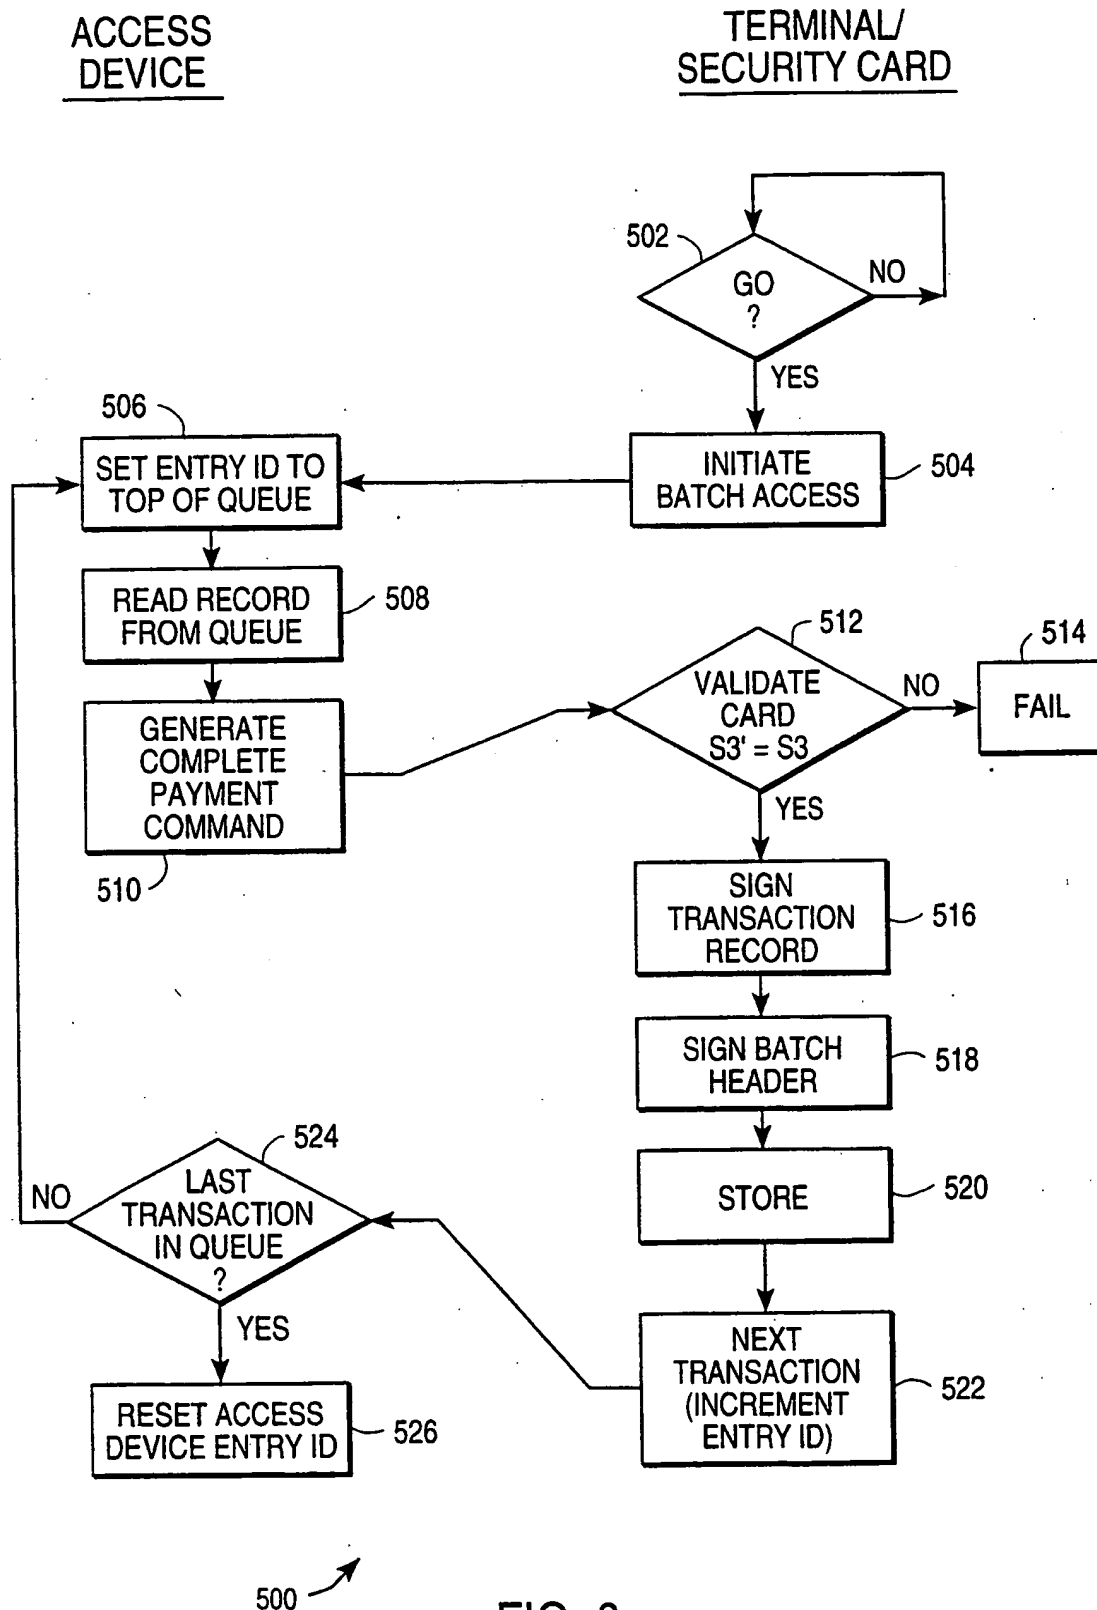 ACCESS
DEVICE
TERMINAL/
SECURITY CARD
502
GO
?
NO
YES
506
SET ENTRY ID TO
TOP OF QUEUE
INITIATE
BATCH ACCESS
504
READ RECORD
FROM QUEUE
508
512
VALIDATE
CARD
S3' = S3
NO
514
FAIL
GENERATE
COMPLETE
PAYMENT
COMMAND
510
YES
SIGN
TRANSACTION
RECORD
516
SIGN BATCH
HEADER
518
524
LAST
TRANSACTION
IN QUEUE
?
NO
STORE
520
YES
NEXT
TRANSACTION
(INCREMENT
ENTRY ID)
522
RESET ACCESS
DEVICE ENTRY ID
526
500